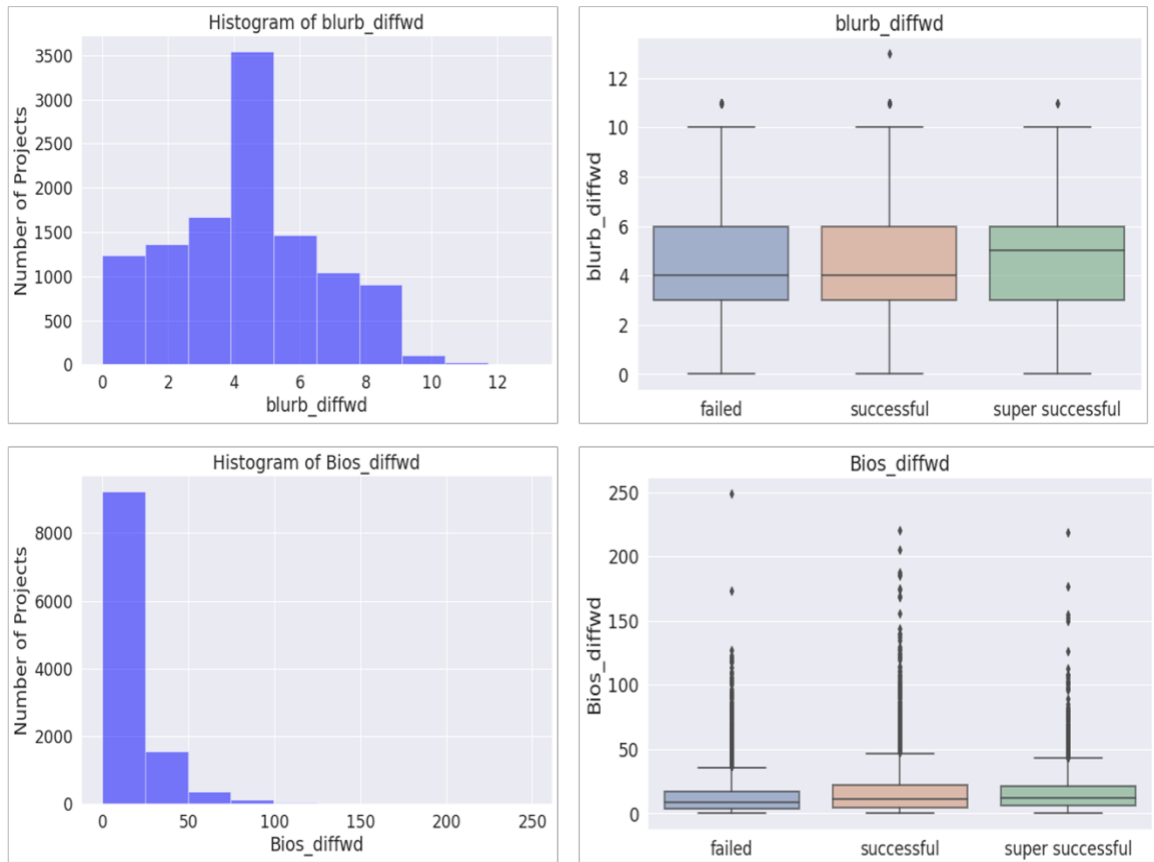 Histogram of blurb_diffwd
3500
3000
2500
2000
1500
1000
500
0
Number of Projects
0 2 4 6 8 10 12
blurb_diffwd
blurb_diffwd
12
10
8
6
4
2
0
blurb_diffwd
failed successful super successful
Histogram of Bios_diffwd
8000
6000
4000
2000
0
Number of Projects
0 50 100 150 200 250
Bios_diffwd
Bios_diffwd
250
200
150
100
50
0
Bios_diffwd
failed successful super successful